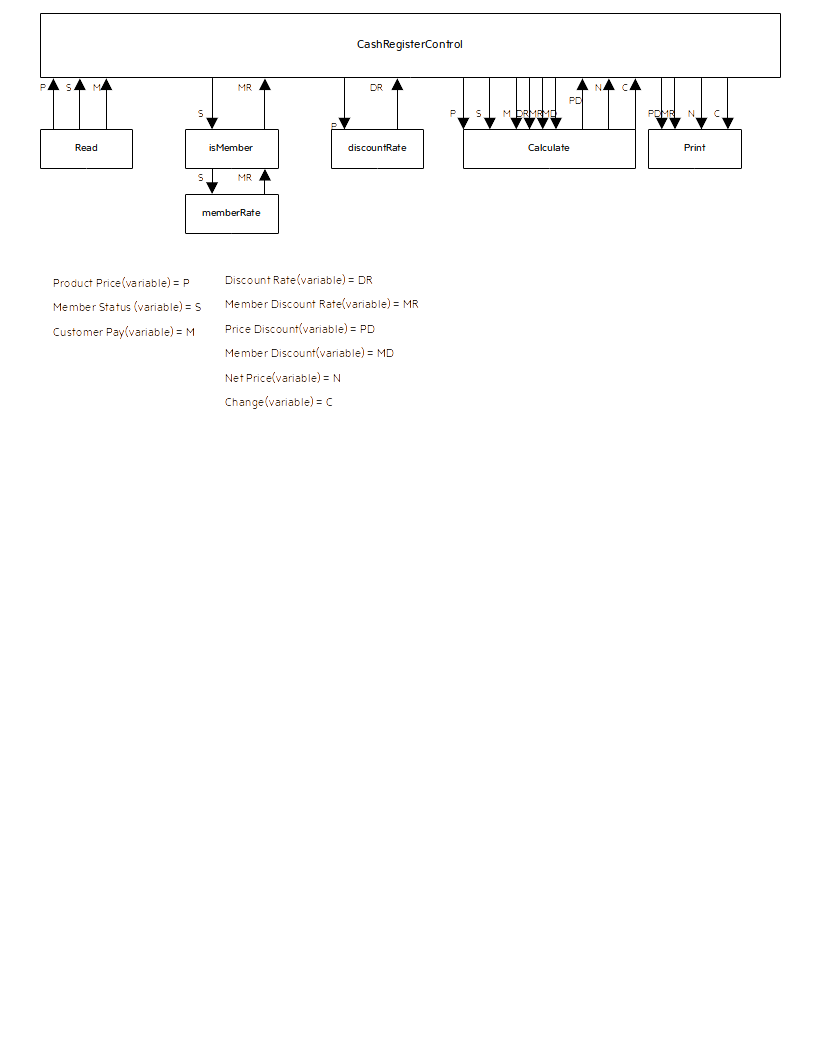 CashRegisterControl
P S M MR DR N C
PD
S P S M DR MR MD PD MR N C
P
Read isMember discountRate Calculate Print
S MR
memberRate
Product Price(variable) = P
Member Status (variable) = S
Customer Pay(variable) = M
Discount Rate(variable) = DR
Member Discount Rate(variable) = MR
Price Discount(variable) = PD
Member Discount(variable) = MD
Net Price(variable) = N
Change(variable) = C